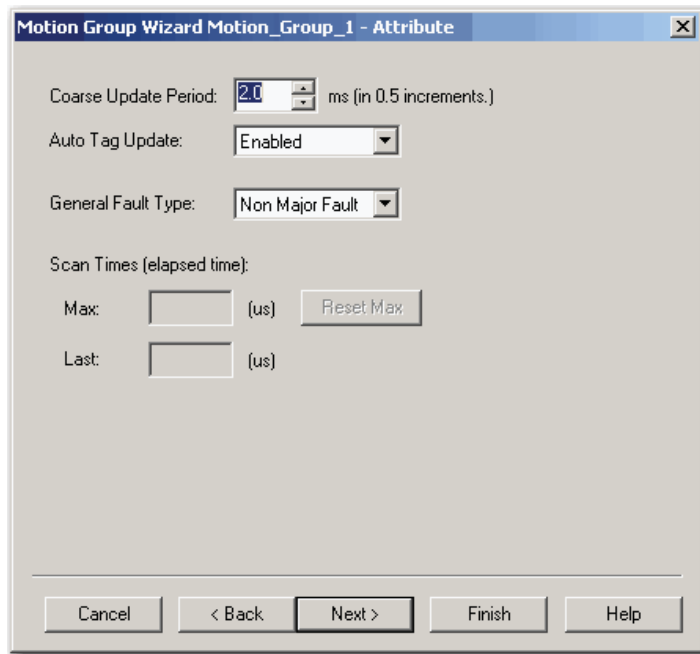 Motion Group Wizard Motion_Group_1 - Attribute
Coarse Update Period: 2.0 ms (in 0.5 increments.)
Auto Tag Update: Enabled
General Fault Type: Non Major Fault
Scan Times (elapsed time):
Max: (us) Reset Max
Last: (us)
Cancel < Back Next > Finish Help